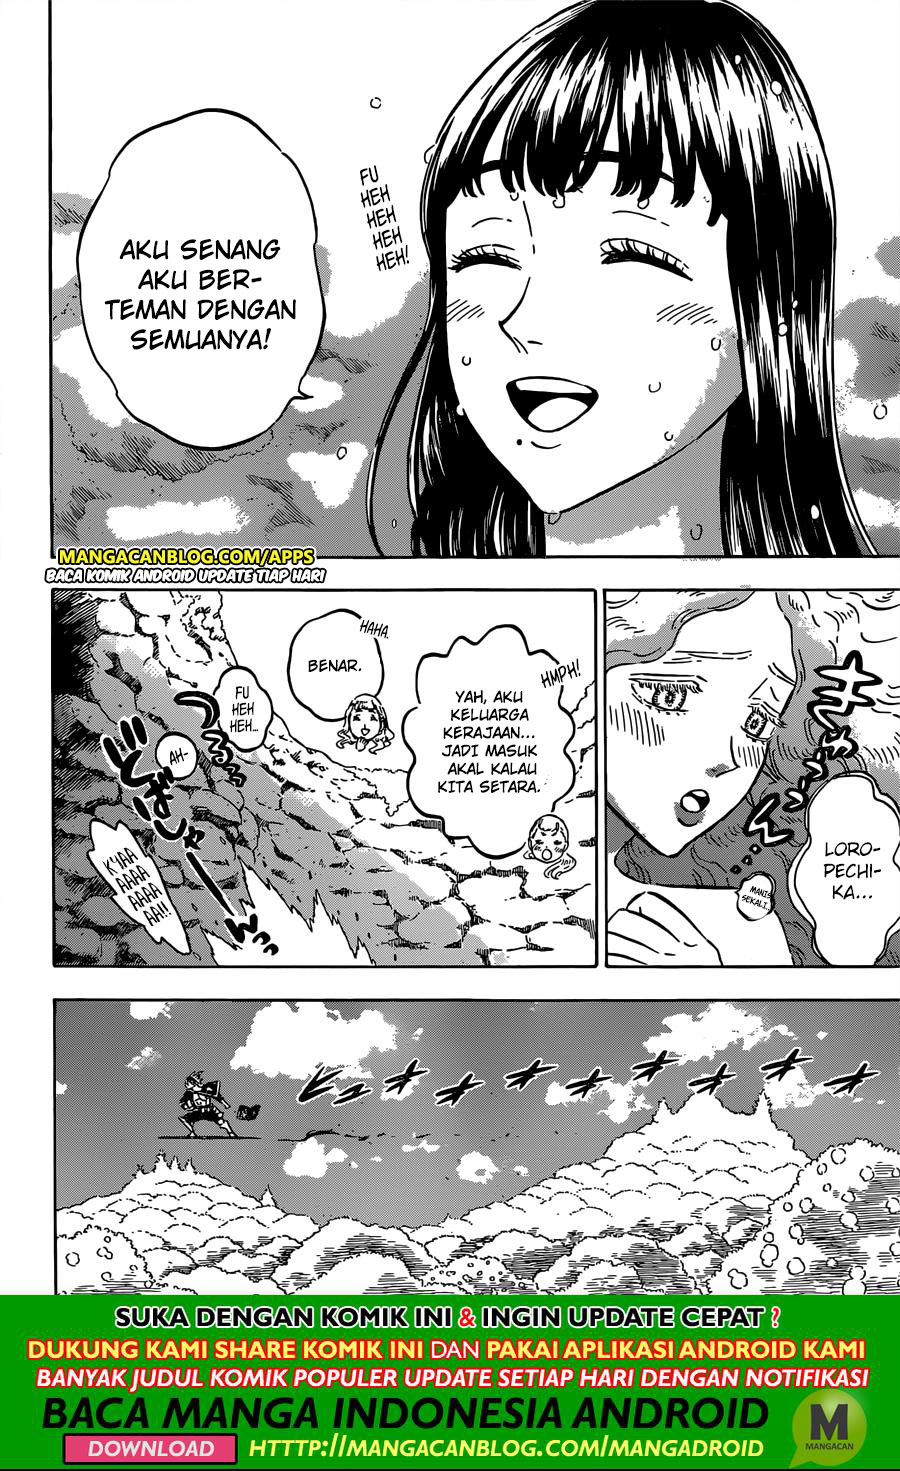 FU
HEH
HEH
HEH
HEH!
AKU SENANG
AKU BER-
TEMAN DENGAN
SEMUANYA!
MANGACANBLOG.COM/APPS
BACA KOMIK ANDROID UPDATE TIAP HARI
LORO-
PECHI-
KA...
MANIS
SEKALI.
HMPH!
YAH, AKU
KELUARGA
KERAJAAN...
JADI MASUK
AKAL KALAU
KITA SETARA.
HAHA.
BENAR.
FU
HEH
HEH...
AH-
KYAA
AAAA
AAAA
AA!!
SUKA DENGAN KOMIK INI & INGIN UPDATE CEPAT ?
DUKUNG KAMI SHARE KOMIK INI DAN PAKAI APLIKASI ANDROID KAMI
BANYAK JUDUL KOMIK POPULER UPDATE SETIAP HARI DENGAN NOTIFIKASI
BACA MANGA INDONESIA ANDROID
DOWNLOAD HTTTP://MANGACANBLOG.COM/MANGADROID
M
MANGACAN